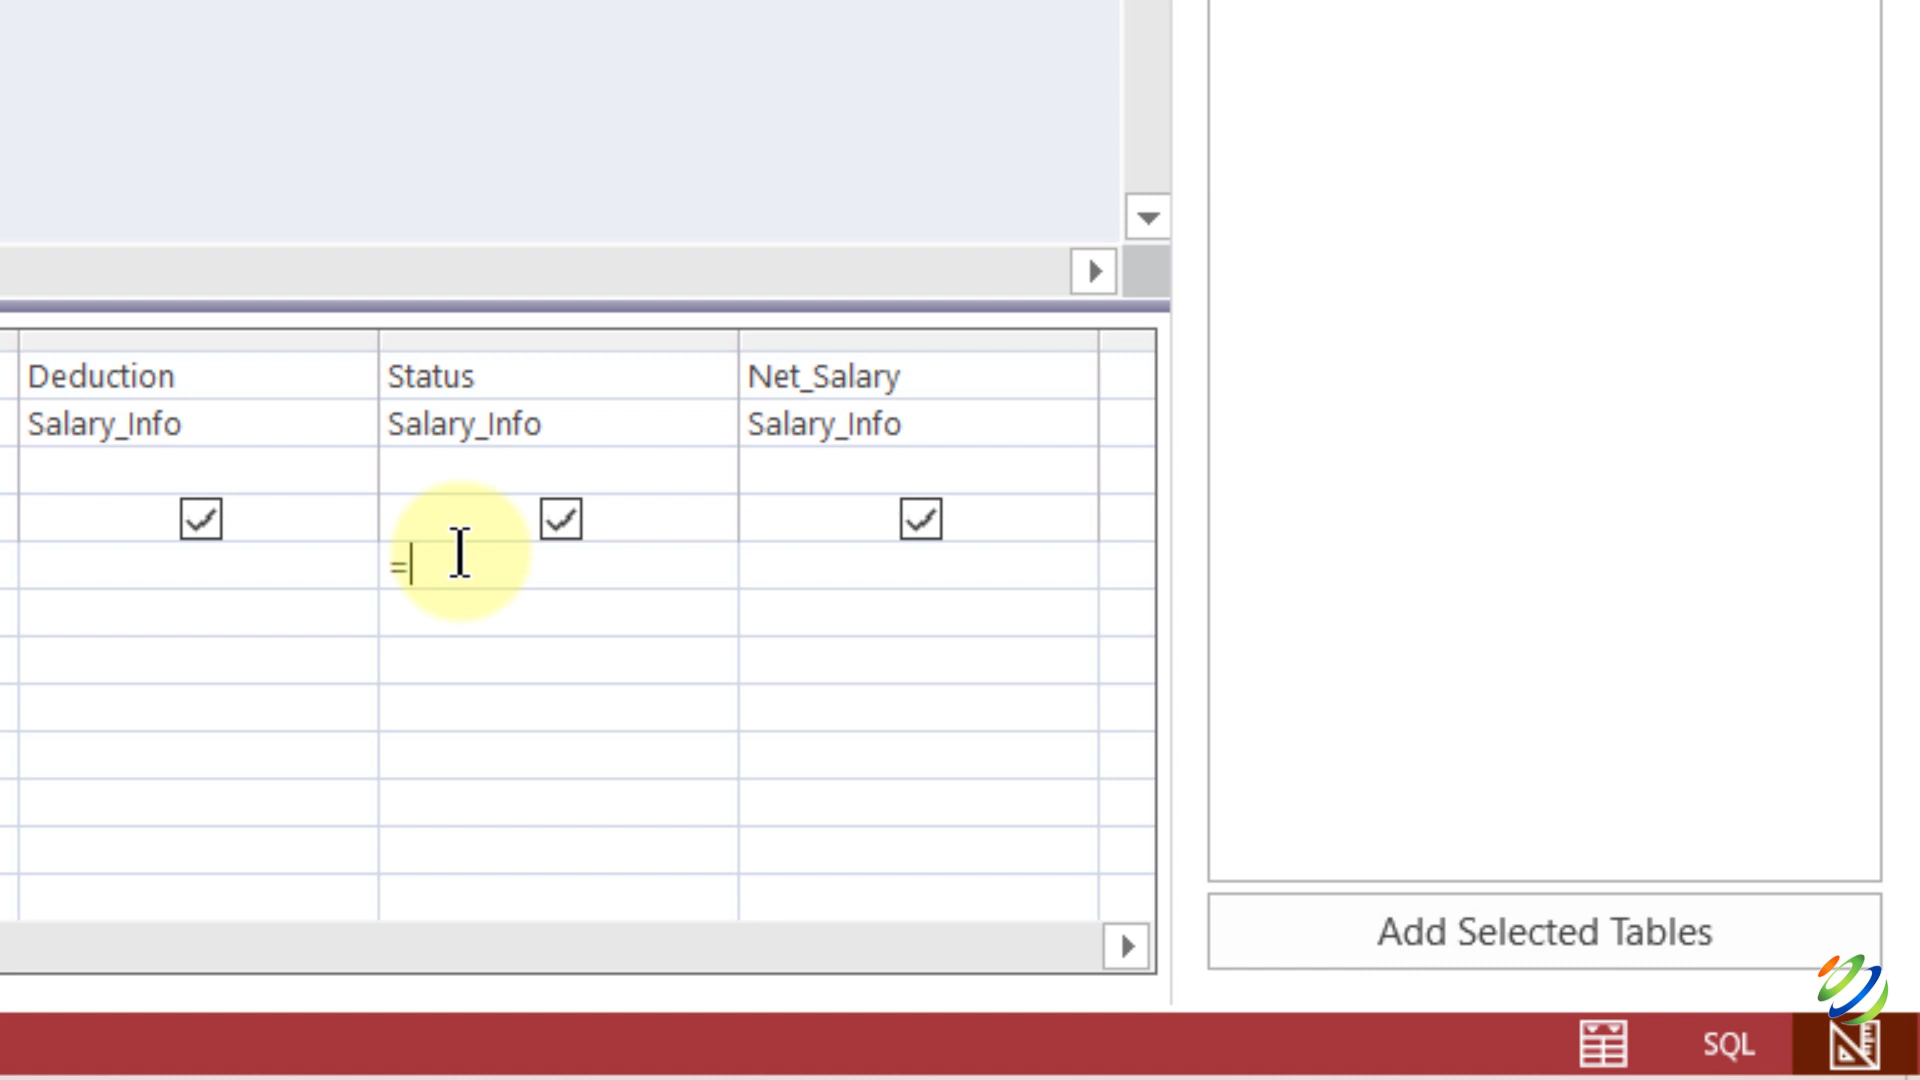 Deduction Status Net_Salary
Salary_Info Salary_Info Salary_Info
=
Add Selected Tables
SQL